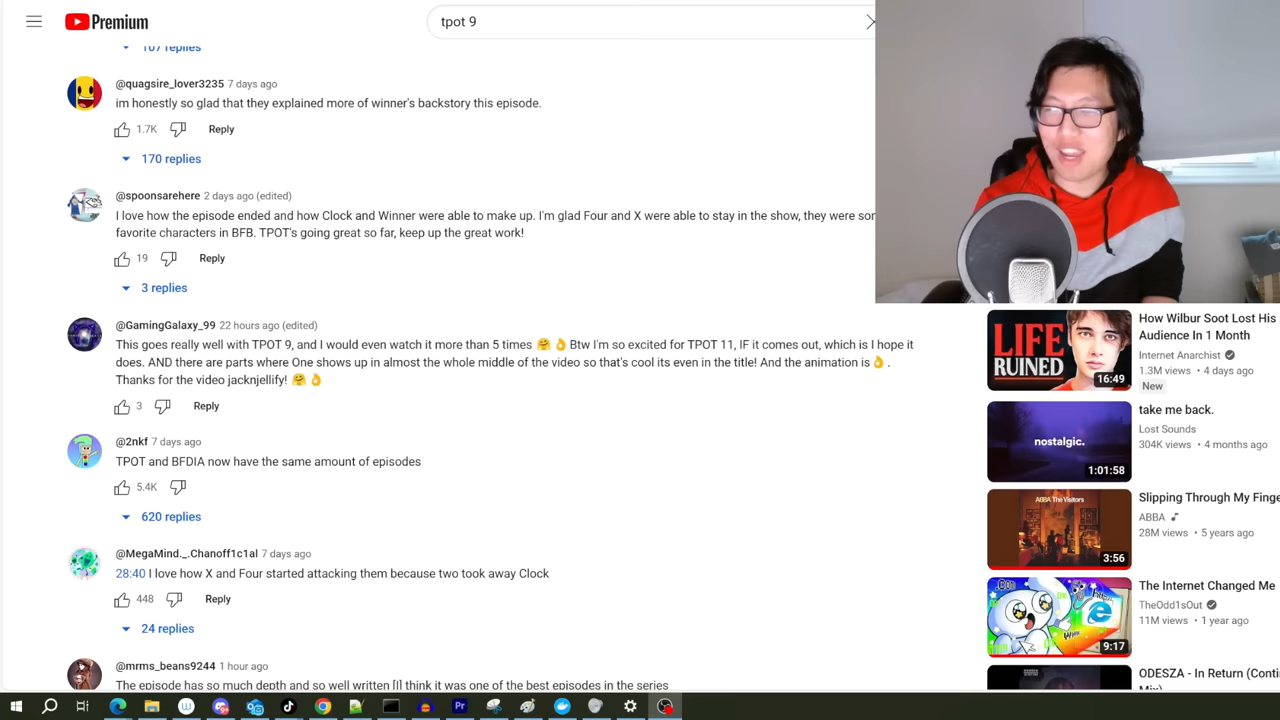 Premium
tpot 9
107 replies
@quagsire_lover3235 7 days ago
im honestly so glad that they explained more of winner's backstory this episode.
1.7K Reply
170 replies
@spoonsarehere 2 days ago (edited)
I love how the episode ended and how Clock and Winner were able to make up. I'm glad Four and X were able to stay in the show, they were
favorite characters in BFB. TPOT's going great so far, keep up the great work!
19 Reply
3 replies
@GamingGalaxy_99 22 hours ago (edited)
This goes really well with TPOT 9, and I would even watch it more than 5 times 🤗 👌 Btw I'm so excited for TPOT 11, IF it comes out, which is I hope it
does. AND there are parts where One shows up in almost the whole middle of the video so that's cool its even in the title! And the animation is 👌 .
Thanks for the video jacknjellify! 🤗 👌
3 Reply
@2nkf 7 days ago
TPOT and BFDIA now have the same amount of episodes
5.4K
620 replies
@MegaMind._.Chanoff1c1al 7 days ago
28:40 I love how X and Four started attacking them because two took away Clock
448 Reply
24 replies
@mrms_beans9244 1 hour ago
The episode has so much depth and so well written I think it was one of the best episodes in the series
LIFE
RUINED
16:49
How Wilbur Soot Lost His
Audience In 1 Month
Internet Anarchist
1.3M views • 4 days ago
New
nostalgic.
1:01:58
take me back.
Lost Sounds
304K views • 4 months ago
ABBA The Visitors
3:56
Slipping Through My Finge
ABBA
28M views • 5 years ago
.Com
9:17
The Internet Changed Me
TheOdd1sOut
11M views • 1 year ago
ODESZA - In Return (Conti
Mix)
Pr